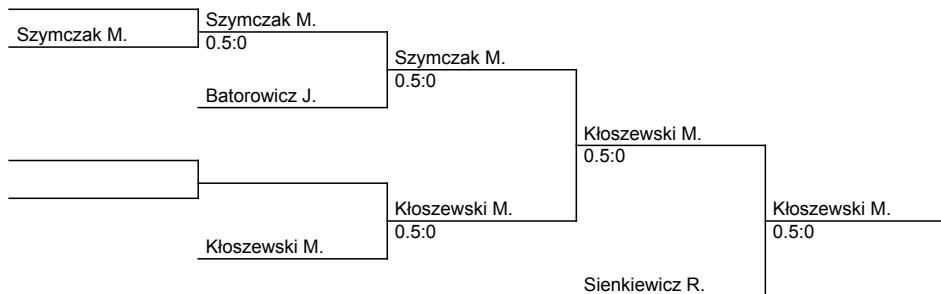 Szymczak M.
Szymczak M.
0.5:0
Batorowicz J.
Szymczak M.
0.5:0
Kłoszewski M.
0.5:0
Kłoszewski M.
Kłoszewski M.
0.5:0
Sienkiewicz R.
Kłoszewski M.
0.5:0